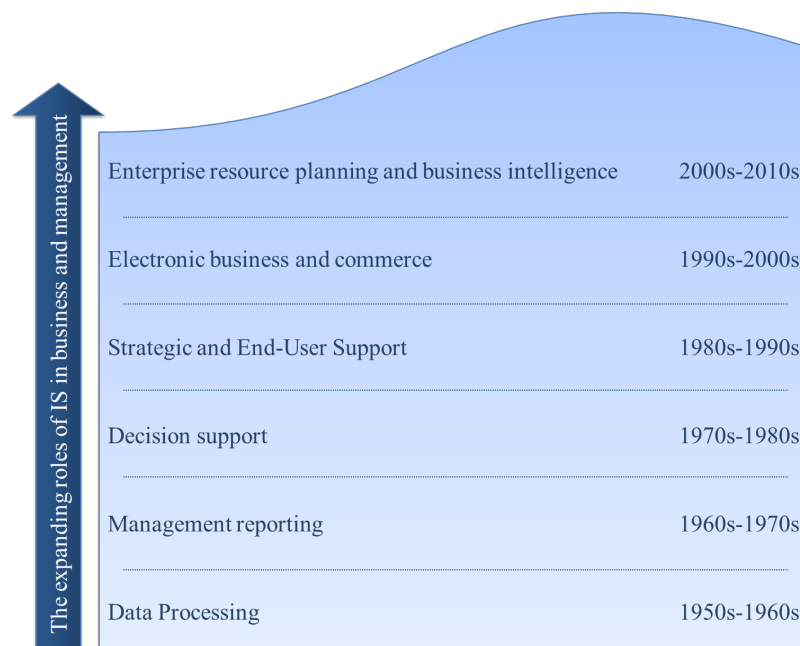 The expanding roles of IS in business and management
Enterprise resource planning and business intelligence 2000s-2010s
Electronic business and commerce 1990s-2000s
Strategic and End-User Support 1980s-1990s
Decision support 1970s-1980s
Management reporting 1960s-1970s
Data Processing 1950s-1960s